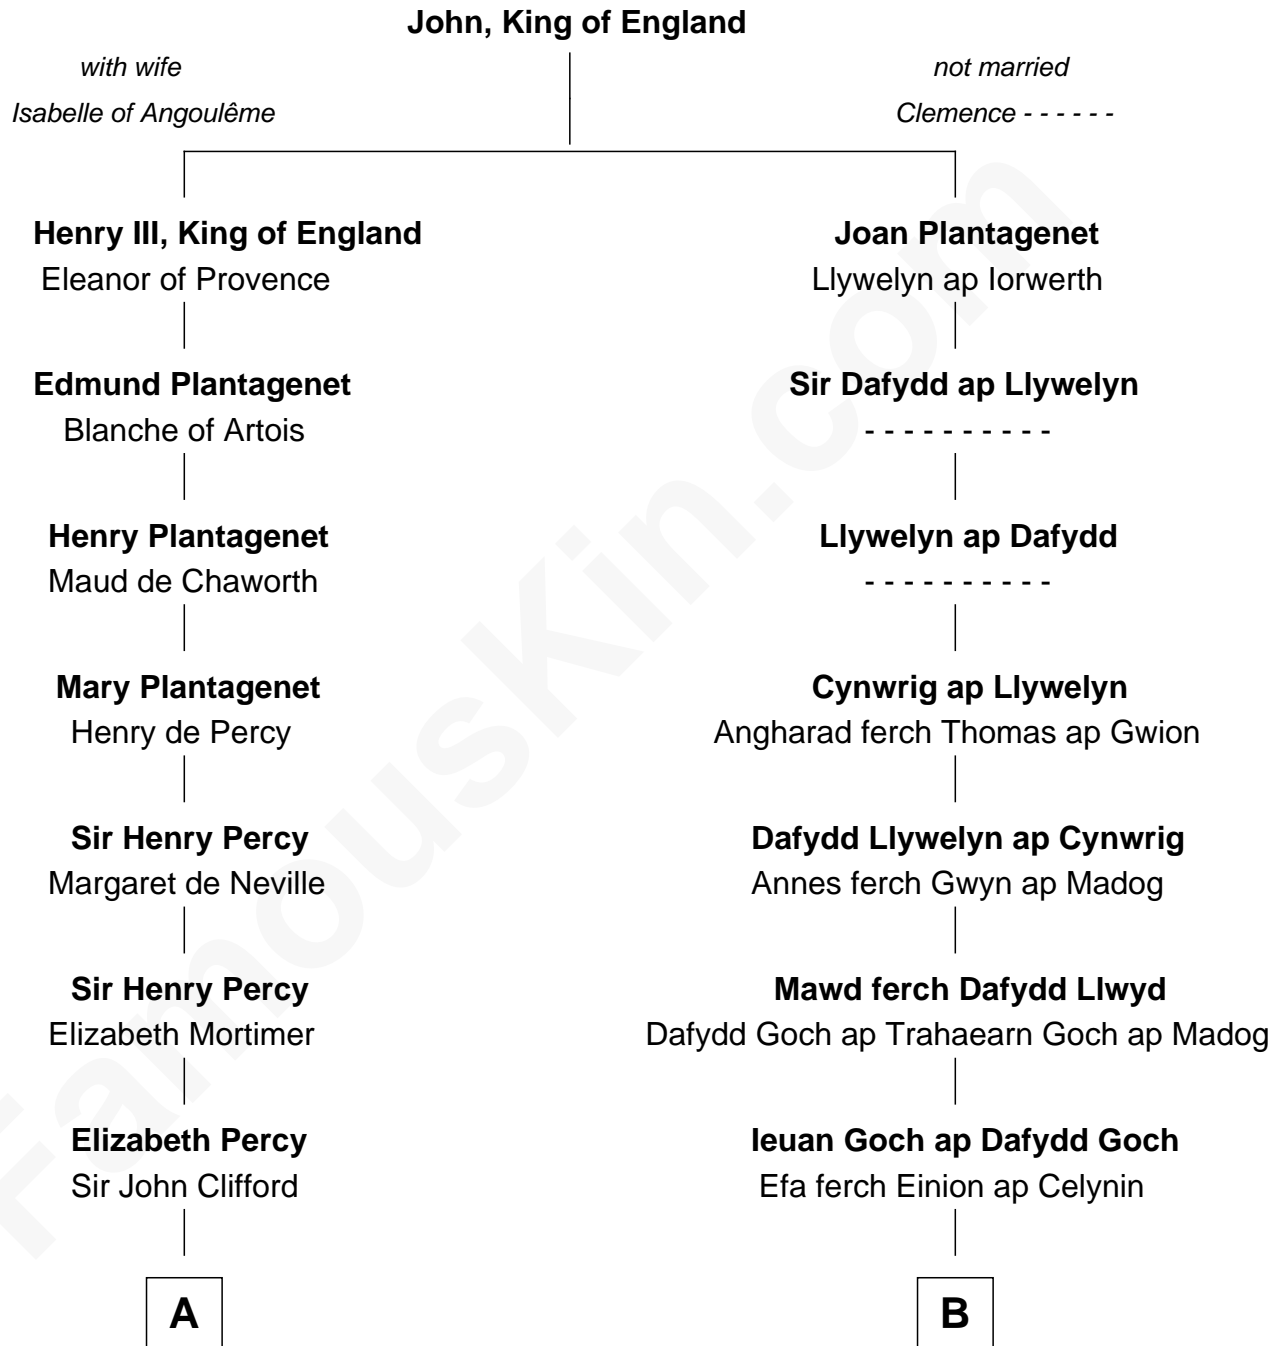 John, King of England
with wife
Isabelle of Angoulême
not married
Clemence - - - - - -
Henry III, King of England
Eleanor of Provence
Edmund Plantagenet
Blanche of Artois
Henry Plantagenet
Maud de Chaworth
Mary Plantagenet
Henry de Percy
Sir Henry Percy
Margaret de Neville
Sir Henry Percy
Elizabeth Mortimer
Elizabeth Percy
Sir John Clifford
A
Joan Plantagenet
Llywelyn ap Iorwerth
Sir Dafydd ap Llywelyn
- - - - - - - - - -
Llywelyn ap Dafydd
- - - - - - - - - -
Cynwrig ap Llywelyn
Angharad ferch Thomas ap Gwion
Dafydd Llywelyn ap Cynwrig
Annes ferch Gwyn ap Madog
Mawd ferch Dafydd Llwyd
Dafydd Goch ap Trahaearn Goch ap Madog
Ieuan Goch ap Dafydd Goch
Efa ferch Einion ap Celynin
B
FamousKin.com